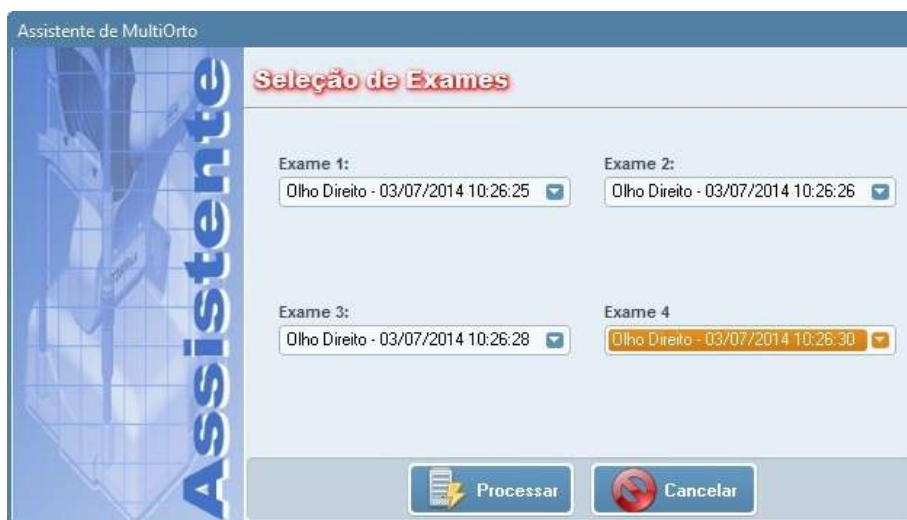 Assistente de MultiOrto
Assistente
Seleção de Exames
Exame 1:
Olho Direito - 03/07/2014 10:26:25
Exame 2:
Olho Direito - 03/07/2014 10:26:26
Exame 3:
Olho Direito - 03/07/2014 10:26:28
Exame 4
Olho Direito - 03/07/2014 10:26:30
Processar
Cancelar